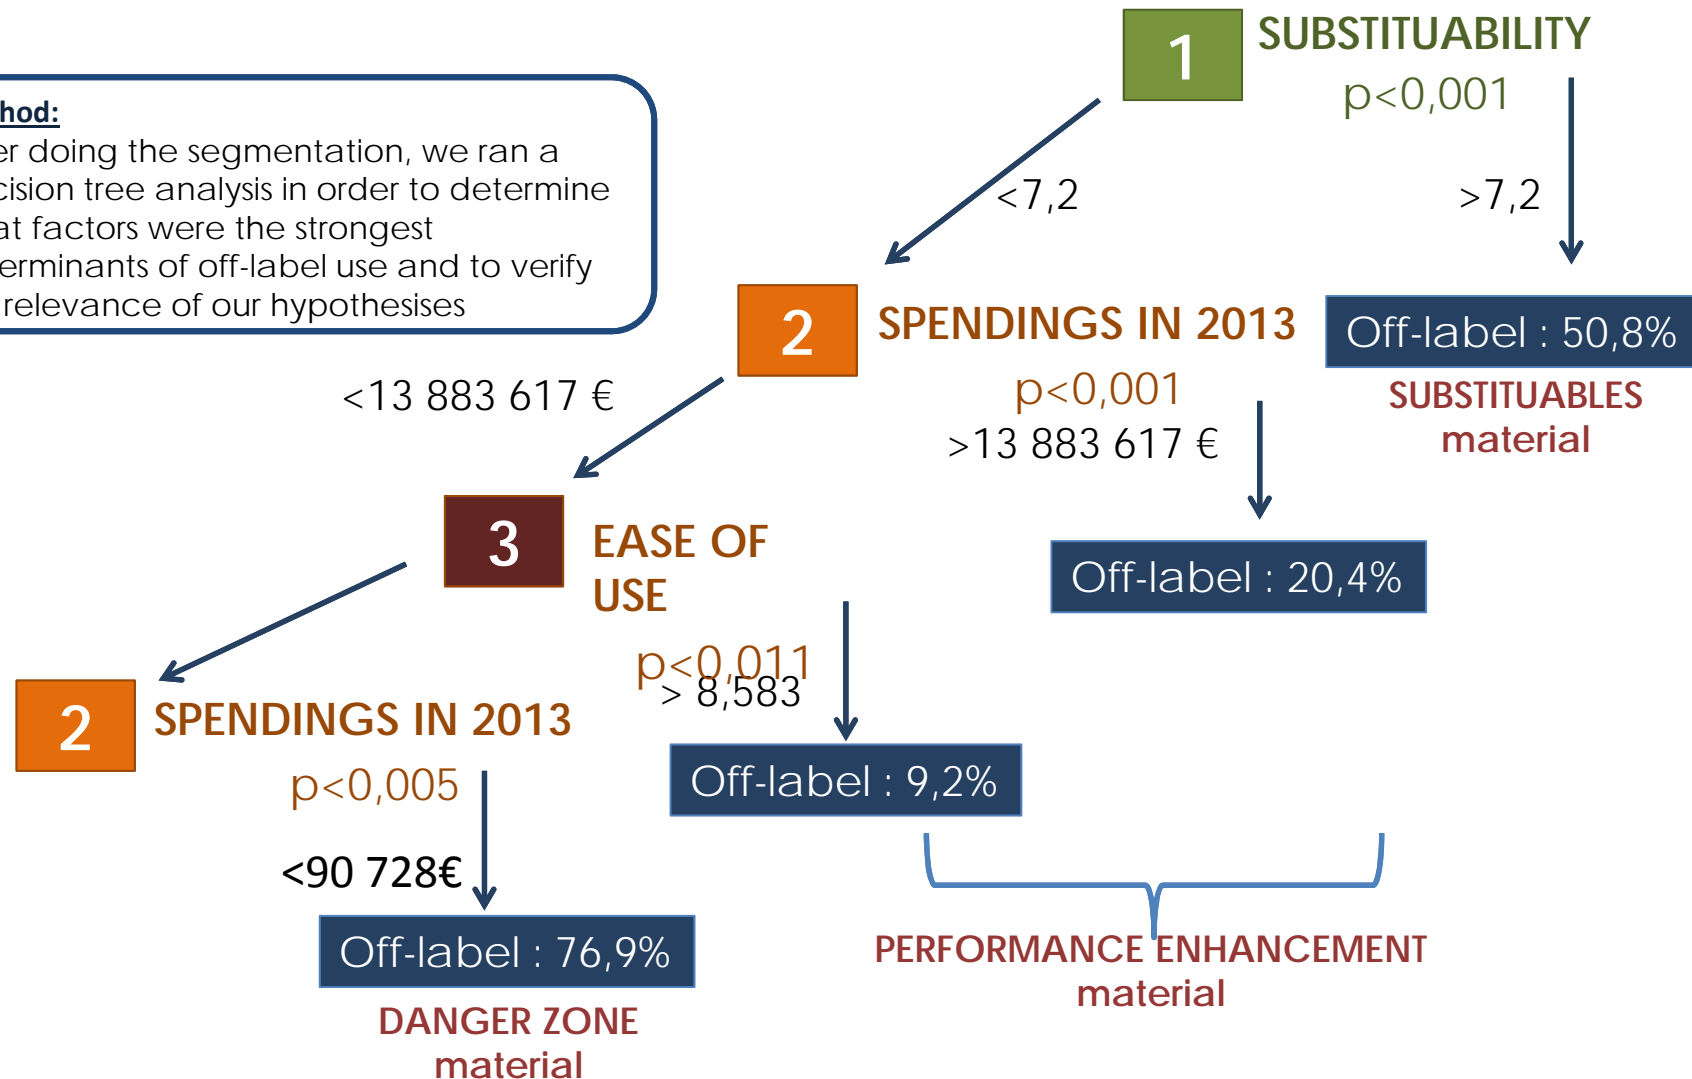 1
SUBSTITUABILITY
p<0,001
hod:
er doing the segmentation, we ran a
cision tree analysis in order to determine
at factors were the strongest
erminants of off-label use and to verify
relevance of our hypothesises
<7,2
>7,2
2
SPENDINGS IN 2013
p<0,001
Off-label : 50,8%
SUBSTITUABLES
material
<13 883 617 €
>13 883 617 €
3
EASE OF
USE
p<0,011
> 8,583
Off-label : 20,4%
2
SPENDINGS IN 2013
p<0,005
<90 728€
Off-label : 9,2%
Off-label : 76,9%
DANGER ZONE
material
PERFORMANCE ENHANCEMENT
material